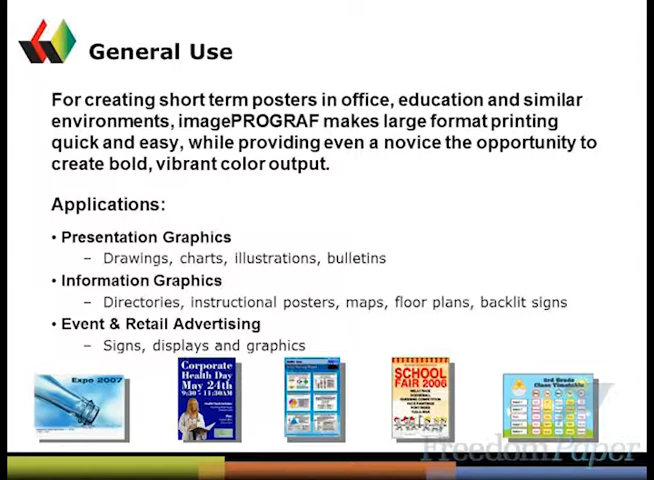 General Use
For creating short term posters in office, education and similar
environments, imagePROGRAF makes large format printing
quick and easy, while providing even a novice the opportunity to
create bold, vibrant color output.
Applications:
• Presentation Graphics
– Drawings, charts, illustrations, bulletins
• Information Graphics
– Directories, instructional posters, maps, floor plans, backlit signs
• Event & Retail Advertising
– Signs, displays and graphics
Expo 2007
Corporate
Health Day
May 24th
9:30 - 11:30AM
SCHOOL
FAIR 2006
3rd Grade
Class Timetable
FreedomPaper